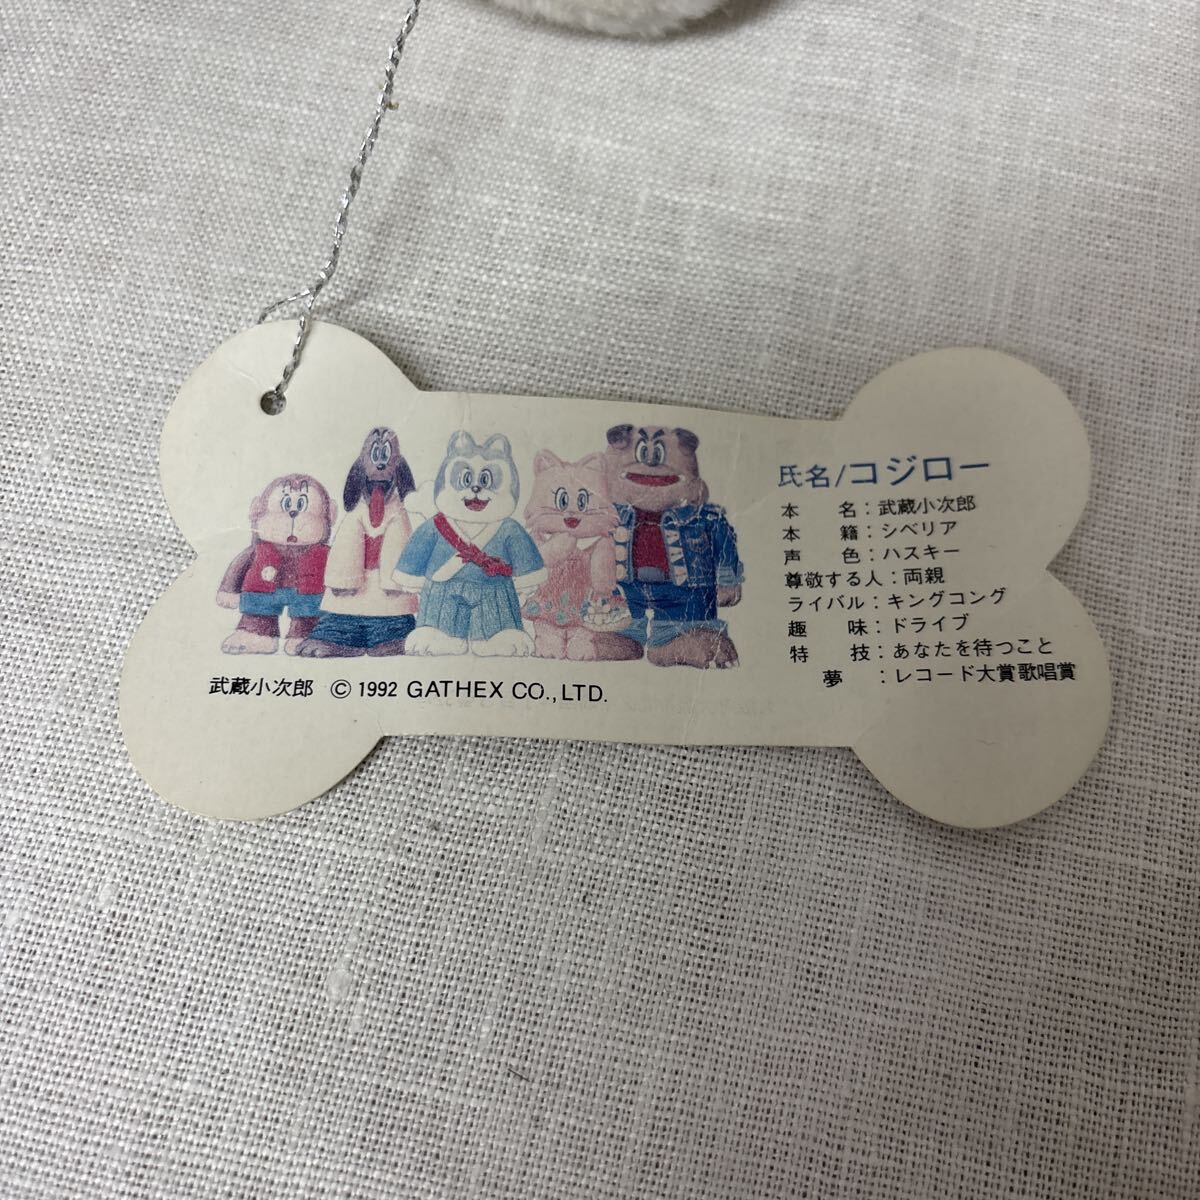 氏名/コジロー
本　名：武蔵小次郎
本　籍：シベリア
声　色：ハスキー
尊敬する人：両親
ライバル：キングコング
趣　味：ドライブ
特　技：あなたを待つこと
夢　：レコード大賞歌唱賞
武蔵小次郎 © 1992 GATHEX CO.,LTD.